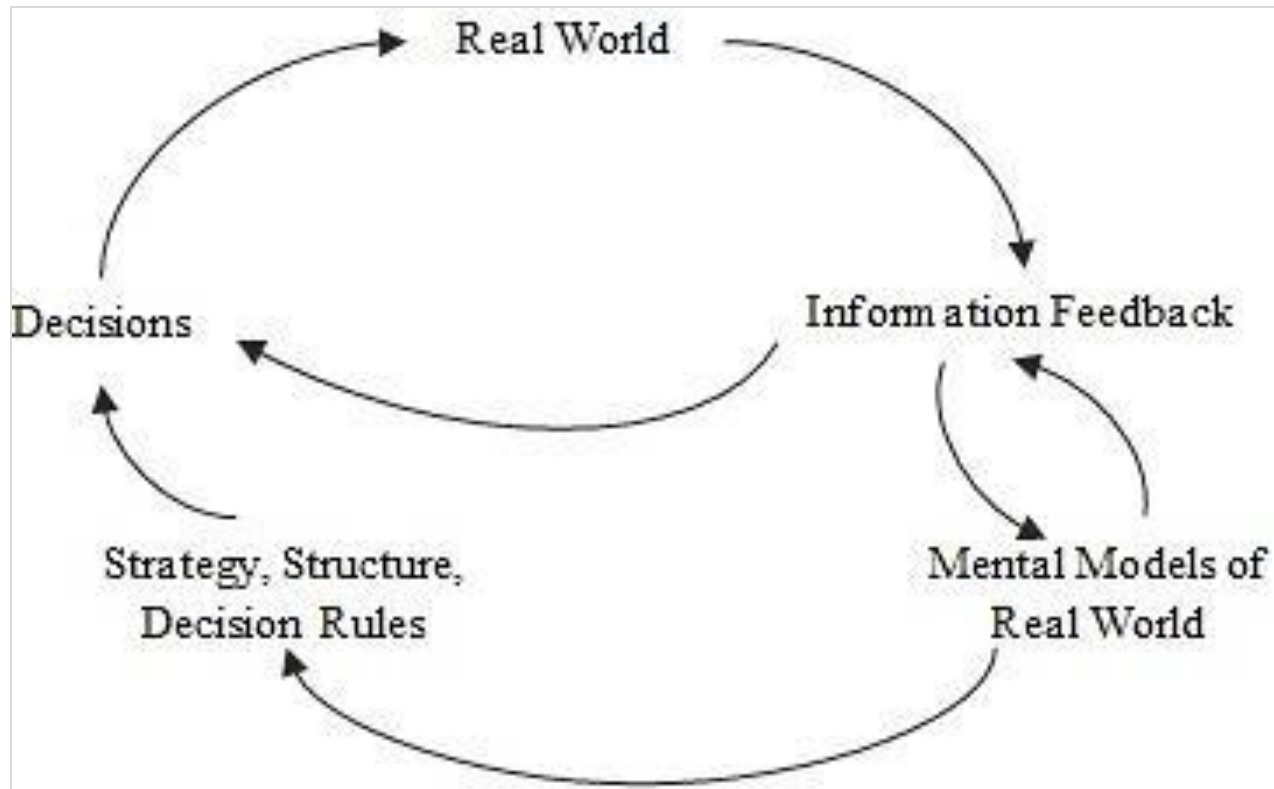 Real World
Decisions
Information Feedback
Strategy, Structure,
Decision Rules
Mental Models of
Real World